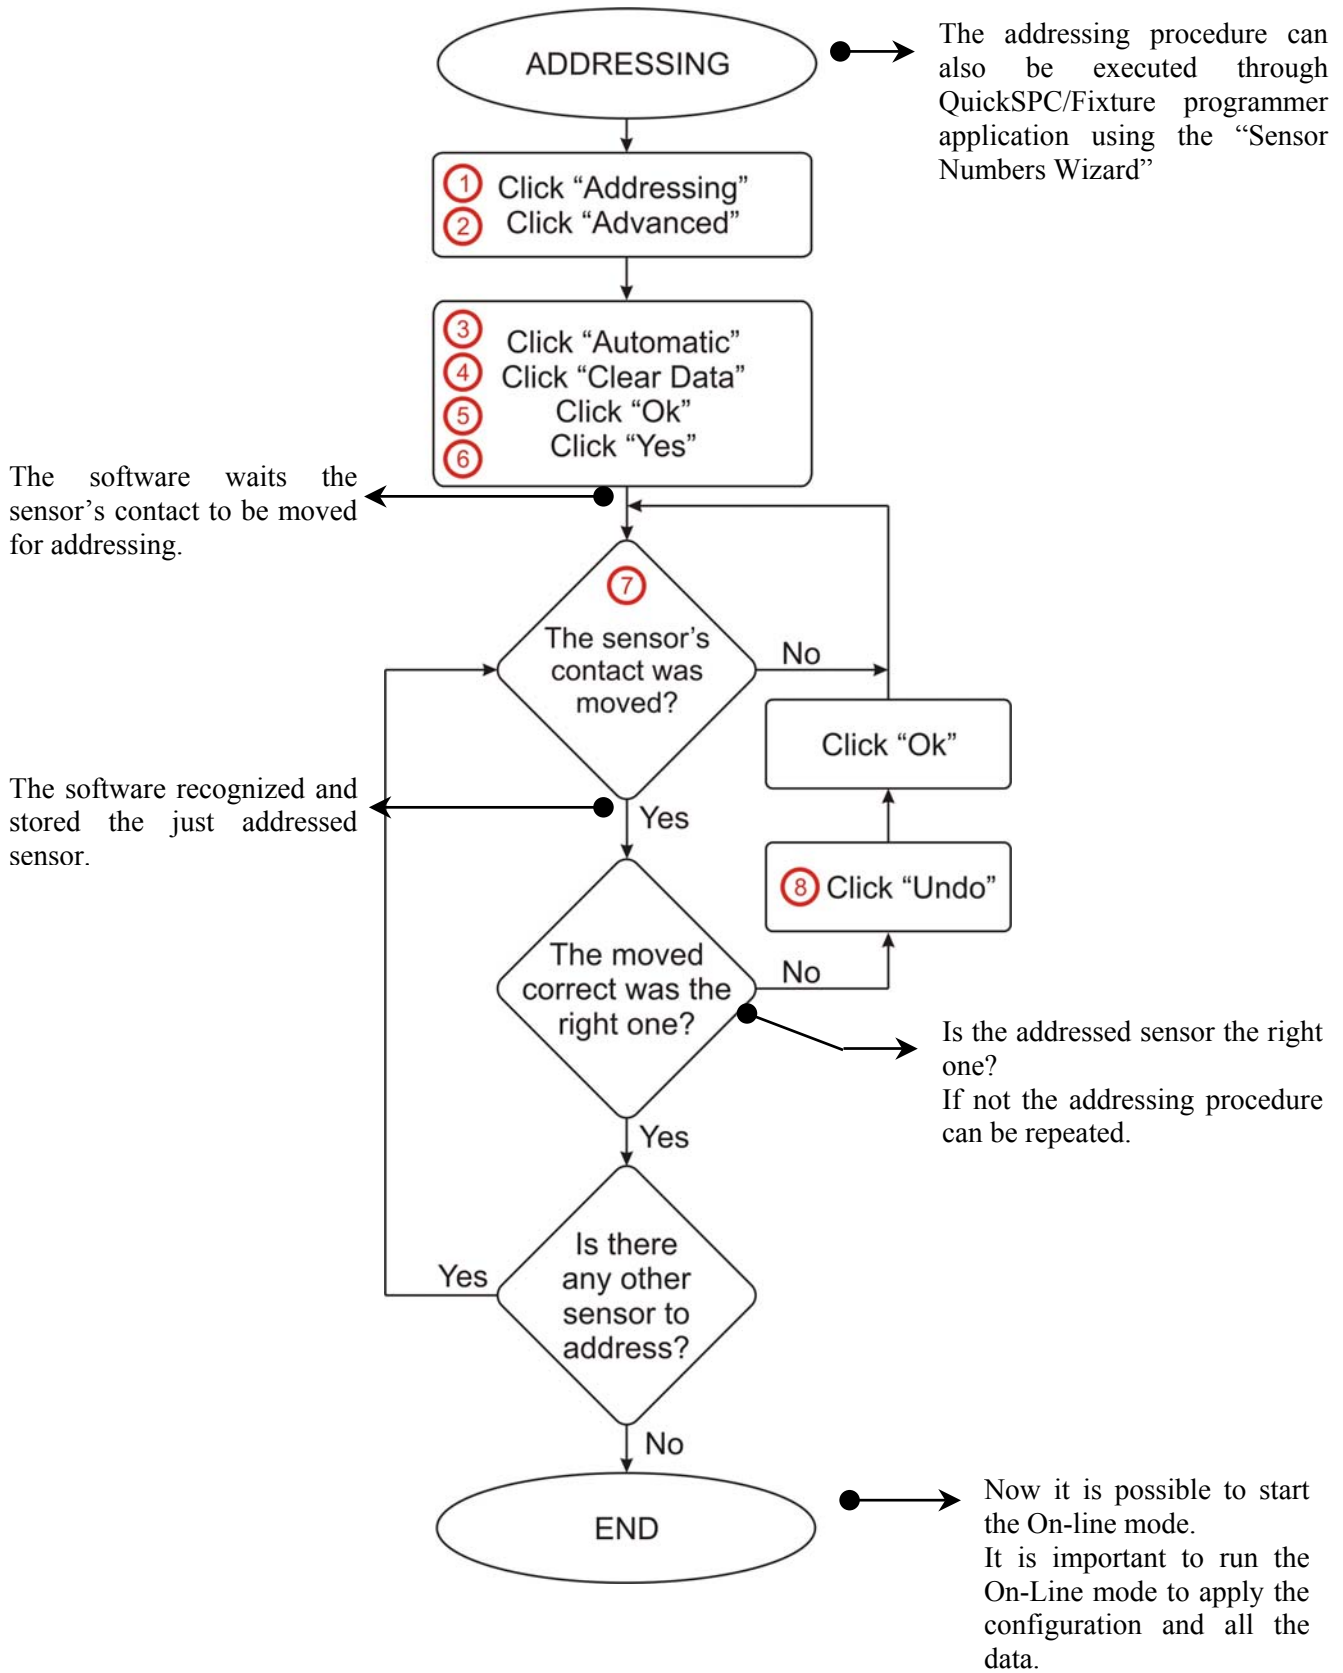 ADDRESSING
The addressing procedure can
also be executed through
QuickSPC/Fixture programmer
application using the “Sensor
Numbers Wizard”
1 Click “Addressing”
2 Click “Advanced”
3
Click “Automatic”
4
Click “Clear Data”
5
Click “Ok”
6
Click “Yes”
The software waits the
sensor’s contact to be moved
for addressing.
7
The sensor’s
contact was
moved?
No
Click “Ok”
The software recognized and
stored the just addressed
sensor.
Yes
8 Click “Undo”
The moved
correct was the
right one?
No
Is the addressed sensor the right
one?
If not the addressing procedure
can be repeated.
Yes
Is there
any other
sensor to
address?
Yes
No
END
Now it is possible to start
the On-line mode.
It is important to run the
On-Line mode to apply the
configuration and all the
data.